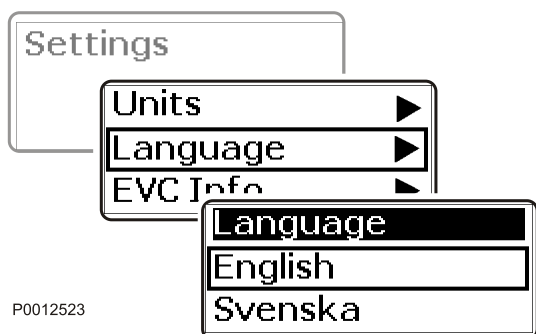 Settings
Units
Language
EVC Info
Language
English
Svenska
P0012523